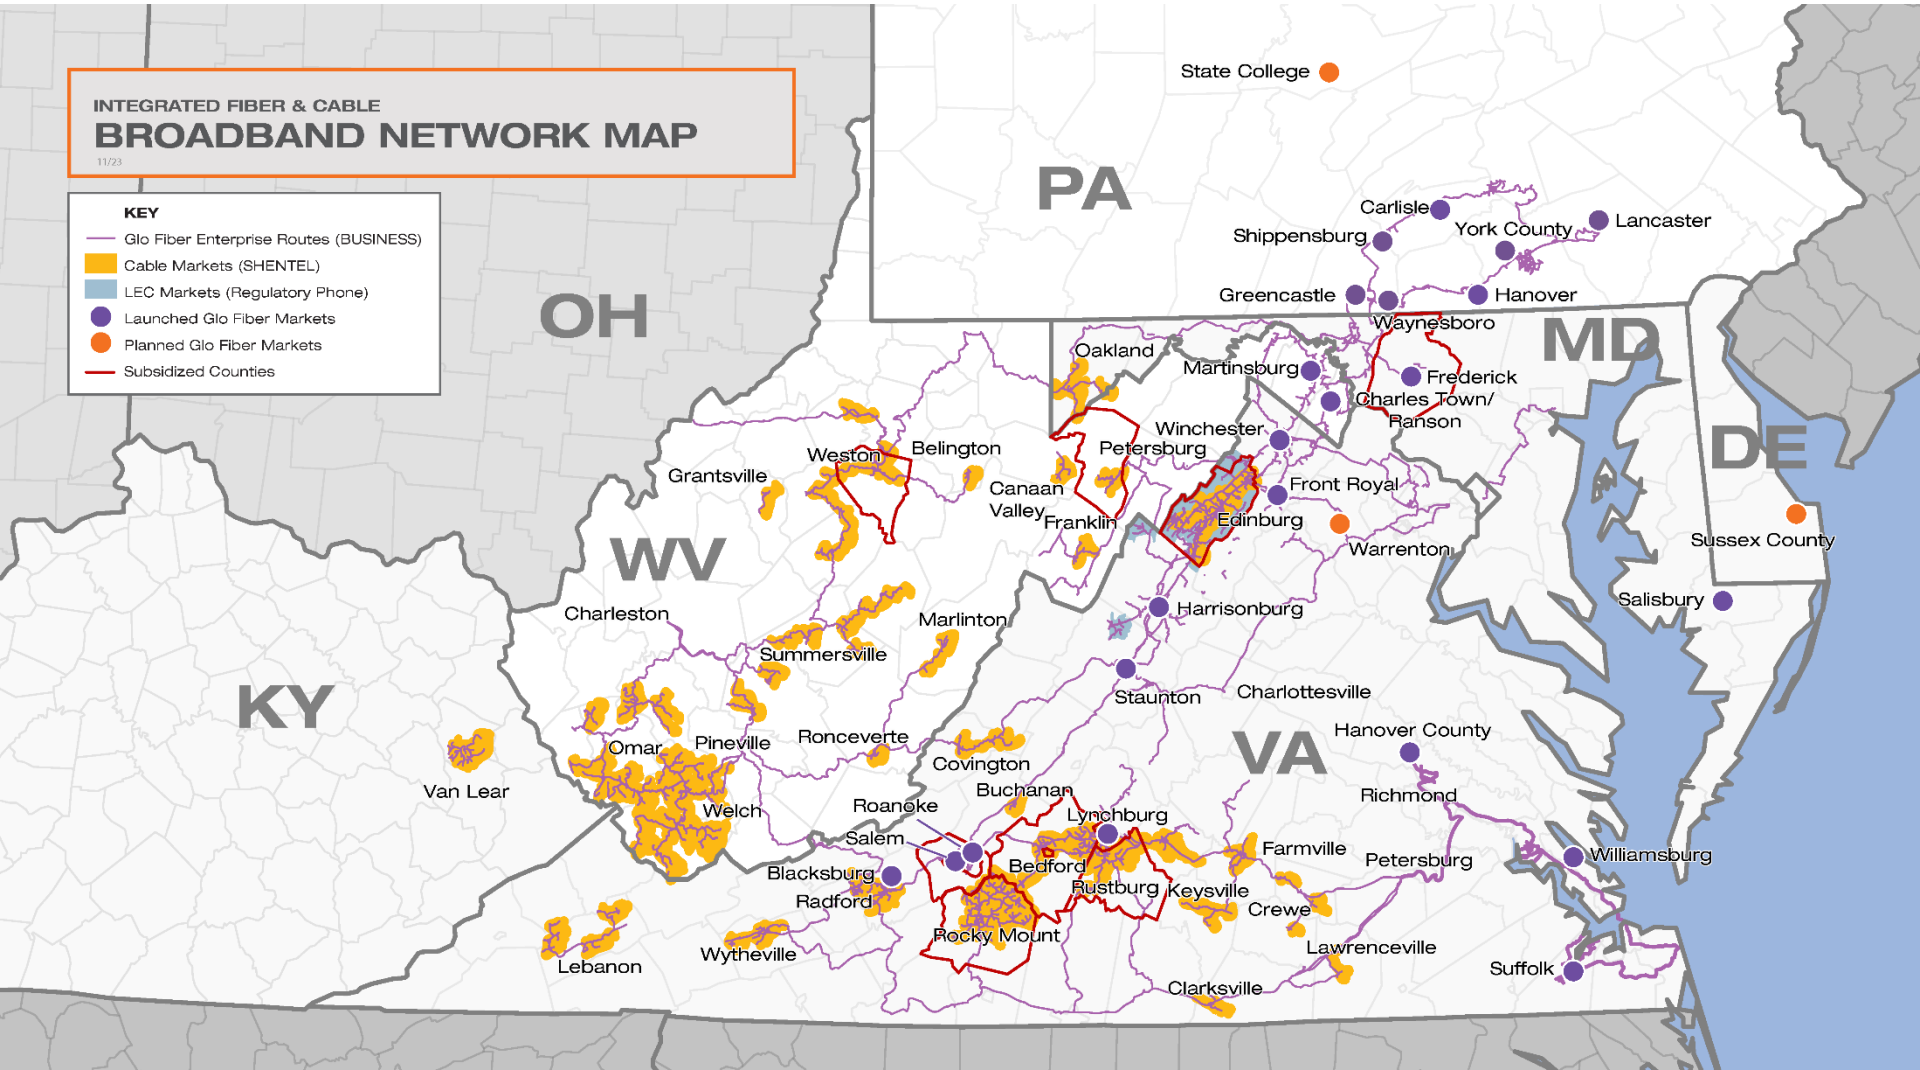 INTEGRATED FIBER & CABLE
BROADBAND NETWORK MAP
11/23
KEY
Glo Fiber Enterprise Routes (BUSINESS)
Cable Markets (SHENTEL)
LEC Markets (Regulatory Phone)
Launched Glo Fiber Markets
Planned Glo Fiber Markets
Subsidized Counties
State College
PA
Carlisle
York County
Lancaster
Shippensburg
Greencastle
Hanover
Waynesboro
OH
MD
Oakland
Martinsburg
Frederick
Charles Town/
Ranson
Winchester
Petersburg
Belington
Weston
Grantsville
DE
Canaan
Valley
Franklin
Front Royal
Edinburg
Warrenton
Sussex County
WV
Charleston
Marlinton
Harrisonburg
Salisbury
Summersville
KY
Staunton
Charlottesville
Hanover County
VA
Omar
Pineville
Ronceverte
Covington
Van Lear
Buchanan
Richmond
Welch
Roanoke
Lynchburg
Salem
Farmville
Petersburg
Williamsburg
Bedford
Blacksburg
Rustburg
Keysville
Radford
Crewe
Rocky Mount
Lawrenceville
Wytheville
Lebanon
Suffolk
Clarksville